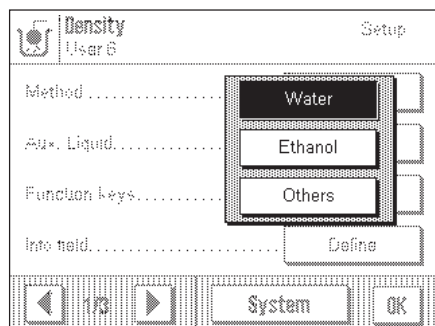 Density
User 6
Setup
Method ..................
Water
Aux. Liquid...............
Ethanol
Function keys...........
Others
Info field......................... Define
1/3
System
OK